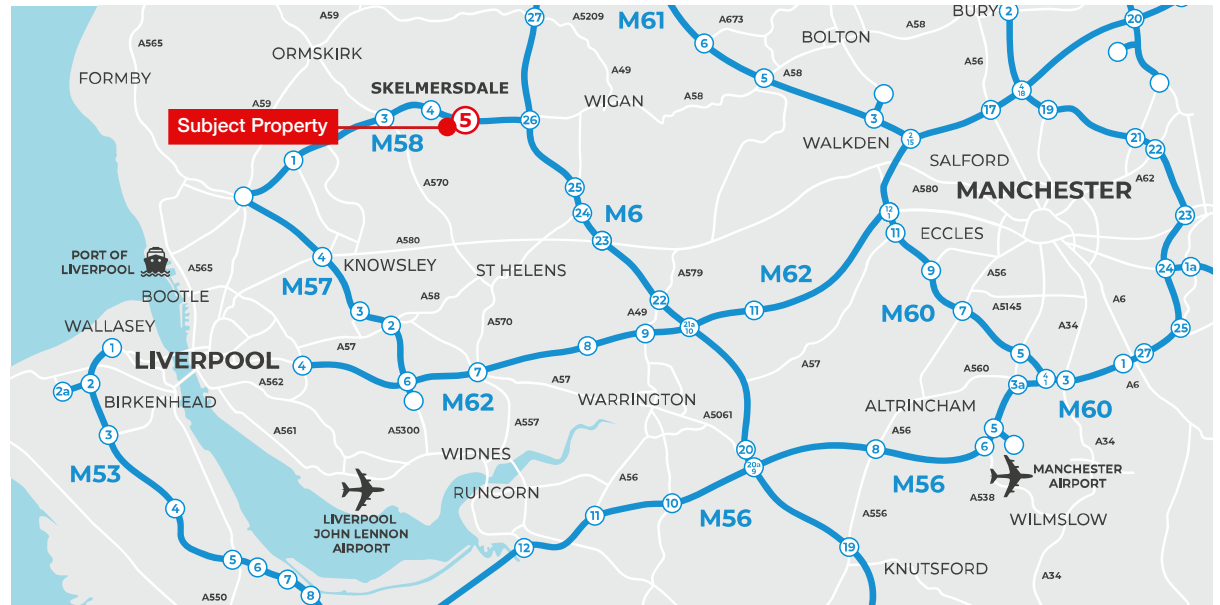 A59
27
A5209
M61
A673
BURY
2
20
A565
ORMSKIRK
6
BOLTON
A58
A56
FORMBY
A49
5
A58
SKELMERSDALE
A59
3
4
5
WIGAN
A58
4
18
17
19
Subject Property
M58
26
3
WALKDEN
2
15
21
22
1
SALFORD
A570
25
A580
MANCHESTER
A62
24
M6
12
1
23
11
ECCLES
A580
23
PORT OF
LIVERPOOL
4
KNOWSLEY
ST HELENS
A579
M62
9
A56
24
1a
A565
M57
A58
BOOTLE
22
11
M60
7
A5145
A6
3
2
A570
A49
21a
10
A34
25
WALLASEY
9
1
LIVERPOOL
4
A57
8
A57
5
27
A560
1
2a
2
A562
6
7
A57
3a
4
1
3
A6
BIRKENHEAD
M62
WARRINGTON
ALTRINCHAM
M60
3
A561
A5300
A557
A5061
A56
5
A34
M53
WIDNES
20
8
6
20a
9
M56
MANCHESTER
AIRPORT
RUNCORN
A56
A538
4
LIVERPOOL
JOHN LENNON
AIRPORT
11
10
M56
A556
WILMSLOW
12
19
5
6
7
8
KNUTSFORD
A34
A550